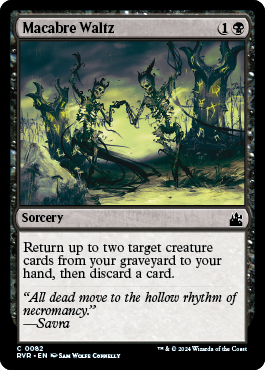 Macabre Waltz 1
Sorcery
Return up to two target creature
cards from your graveyard to your
hand, then discard a card.
“All dead move to the hollow rhythm of
necromancy.”
—Savra
C 0082
RVR • EN Sam Wolfe Connelly
™ & © 2024 Wizards of the Coast